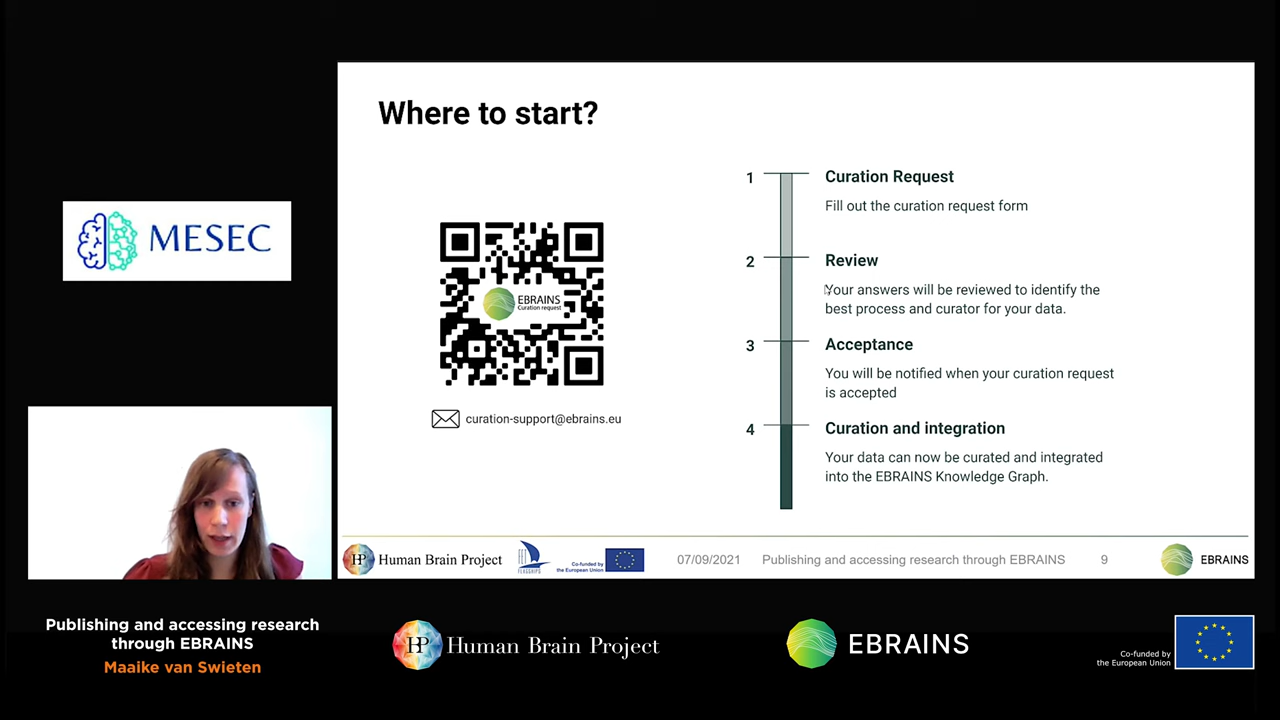 Where to start?
MESEC
EBRAINS
Curation request
curation-support@ebrains.eu
1
Curation Request
Fill out the curation request form
2
Review
Your answers will be reviewed to identify the
best process and curator for your data.
3
Acceptance
You will be notified when your curation request
is accepted
4
Curation and integration
Your data can now be curated and integrated
into the EBRAINS Knowledge Graph.
HBP
Human Brain Project
FET
FLAGSHIPS
Co-funded by
the European Union
07/09/2021
Publishing and accessing research through EBRAINS
9
EBRAINS
Publishing and accessing research
through EBRAINS
Maaike van Swieten
HBP
Human Brain Project
EBRAINS
Co-funded by
the European Union